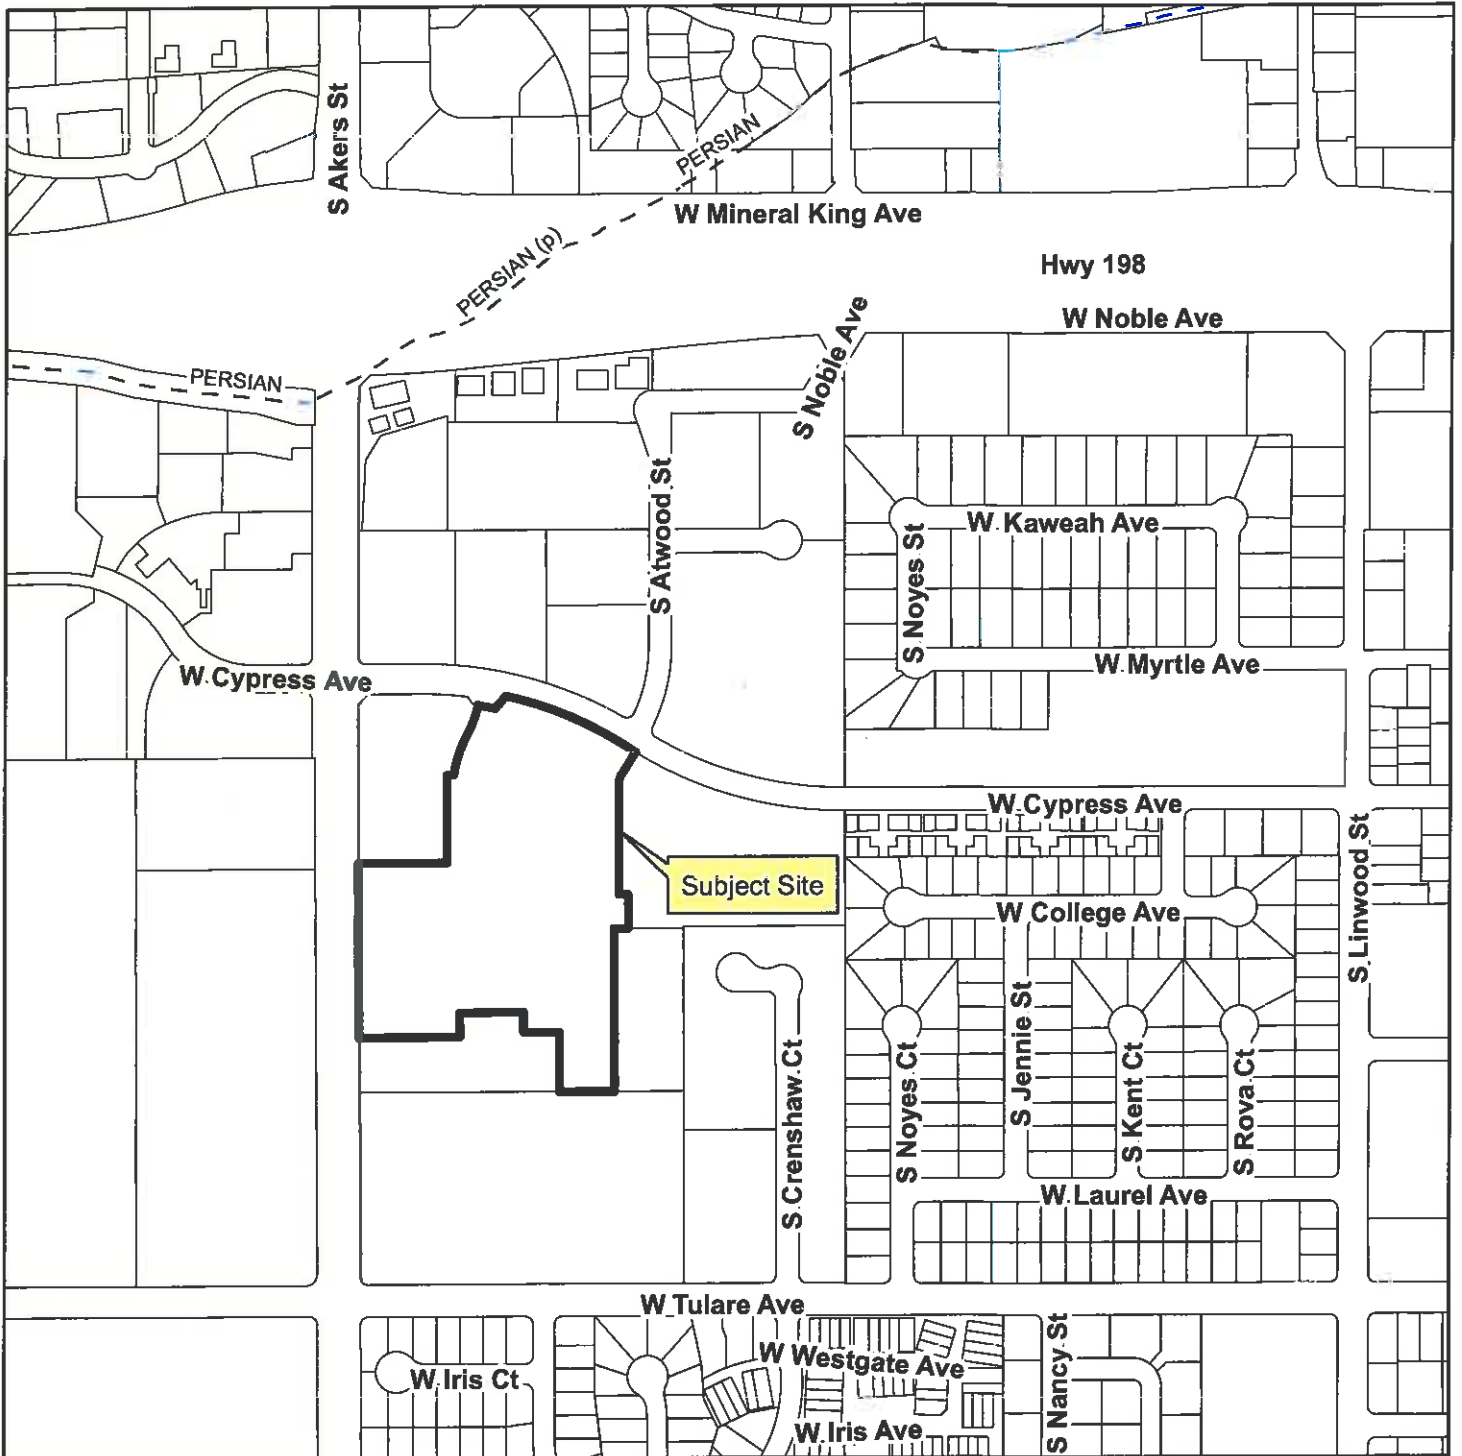 S Akers St
PERSIAN
W Mineral King Ave
PERSIAN (p)
Hwy 198
W Noble Ave
S Noble Ave
PERSIAN
S Atwood St
W Kaweah Ave
S Noyes St
W Myrtle Ave
W Cypress Ave
W Cypress Ave
S Linwood St
Subject Site
W College Ave
S Jennie St
S Crenshaw Ct
S Noyes Ct
S Kent Ct
S Rova Ct
W Laurel Ave
W Tulare Ave
S Nancy St
W Westgate Ave
W Iris Ct
W Iris Ave